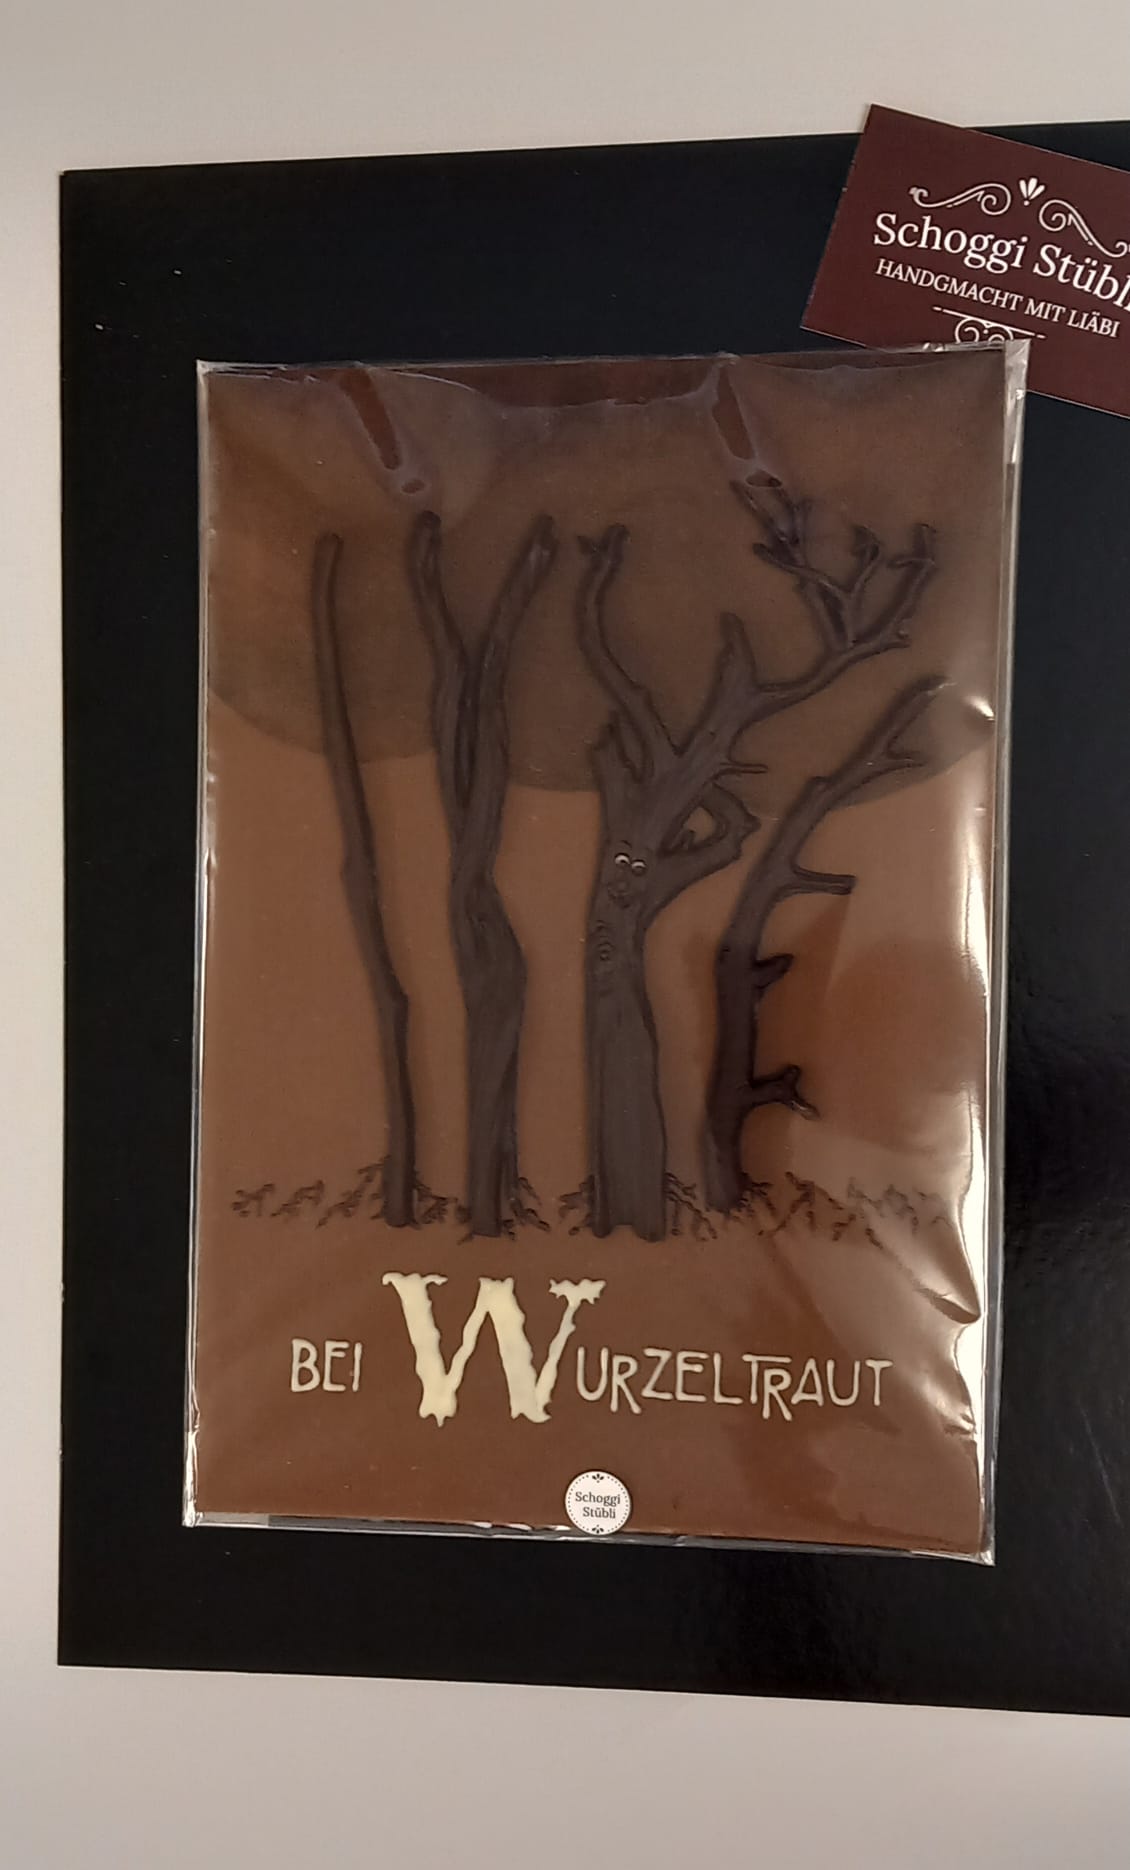 Schoggi Stübli
HANDGMACHT MIT LIÄBI
BEI WURZELTRAUT
Schoggi
Stübli